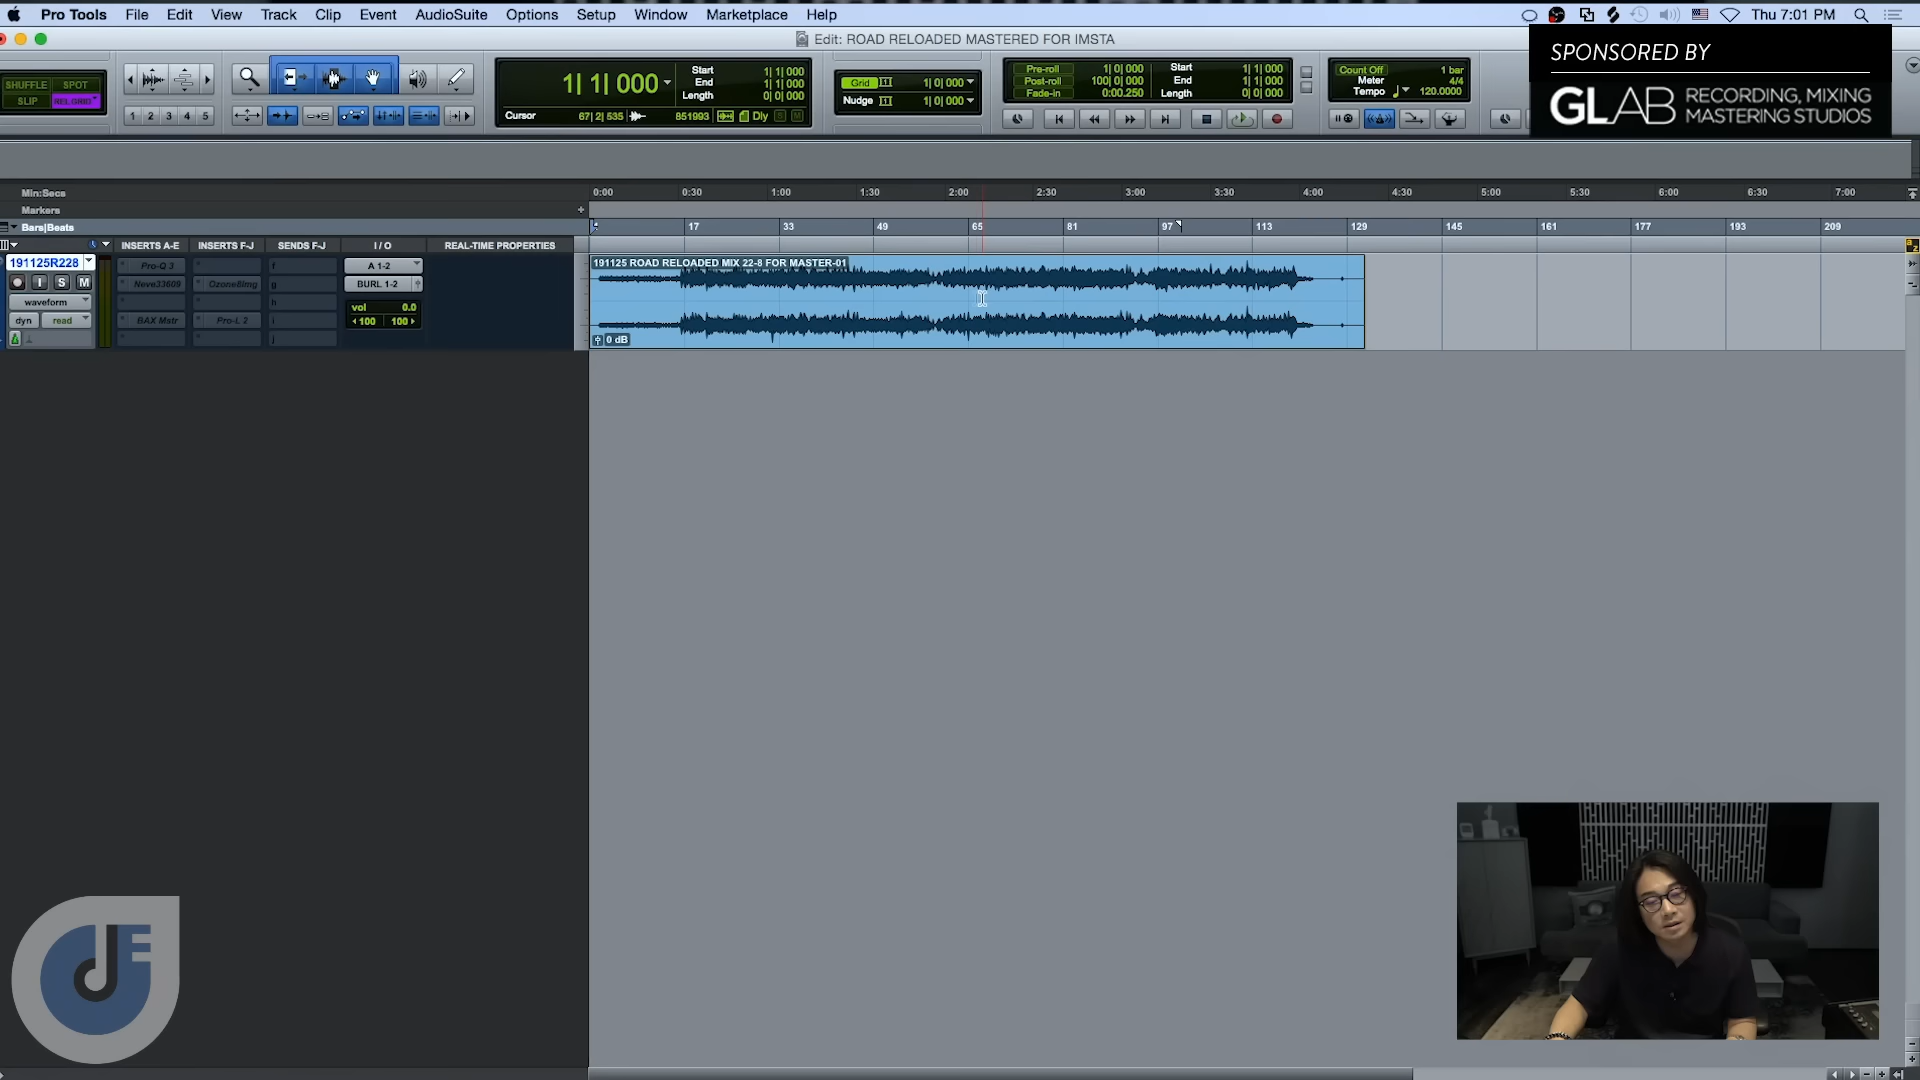 Pro Tools File Edit View Track Clip Event AudioSuite Options Setup Window Marketplace Help
Thu 7:01 PM
Edit: ROAD RELOADED MASTERED FOR IMSTA
SPONSORED BY
GLAB RECORDING, MIXING
MASTERING STUDIOS
SHUFFLE SPOT
SLIP REL GRID
1 2 3 4 5
1| 1| 000
Start 1| 1| 000
End 1| 1| 000
Length 0| 0| 000
Cursor 67| 2| 535 851993 Dly S M
Grid 1| 0| 000
Nudge 1| 0| 000
Pre-roll 1| 0| 000
Post-roll 100| 0| 000
Fade-in 0:00.250
Start 1| 1| 000
End 1| 1| 000
Length 0| 0| 000
Count Off 1 bar
Meter 4/4
Tempo 120.0000
Min:Secs 0:00 0:30 1:00 1:30 2:00 2:30 3:00 3:30 4:00 4:30 5:00 5:30 6:00 6:30 7:00
Markers
Bars|Beats 17 33 49 65 81 97 113 129 145 161 177 193 209
INSERTS A-E INSERTS F-J SENDS F-J I / O REAL-TIME PROPERTIES
191125R228
I S M
waveform
dyn read
Pro-Q 3
Neve33609
BAX Mstr
Ozone8Img
Pro-L 2
f
g
h
i
j
A 1-2
BURL 1-2
vol 0.0
100 100
191125 ROAD RELOADED MIX 22-8 FOR MASTER-01
0 dB
a
z